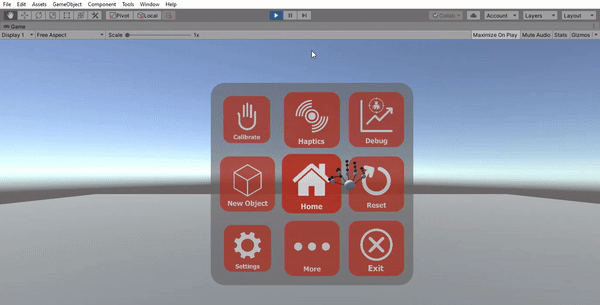 File Edit Assets GameObject Component Tools Window Help
Pivot Local Collab Account Layers Layout
Game
Display 1 Free Aspect Scale 1x Maximize On Play Mute Audio Stats Gizmos
Calibrate Haptics Debug
New Object Home Reset
Settings More Exit